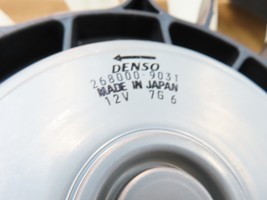 DENSO
268000-9031
MADE IN JAPAN
12V 7G 6